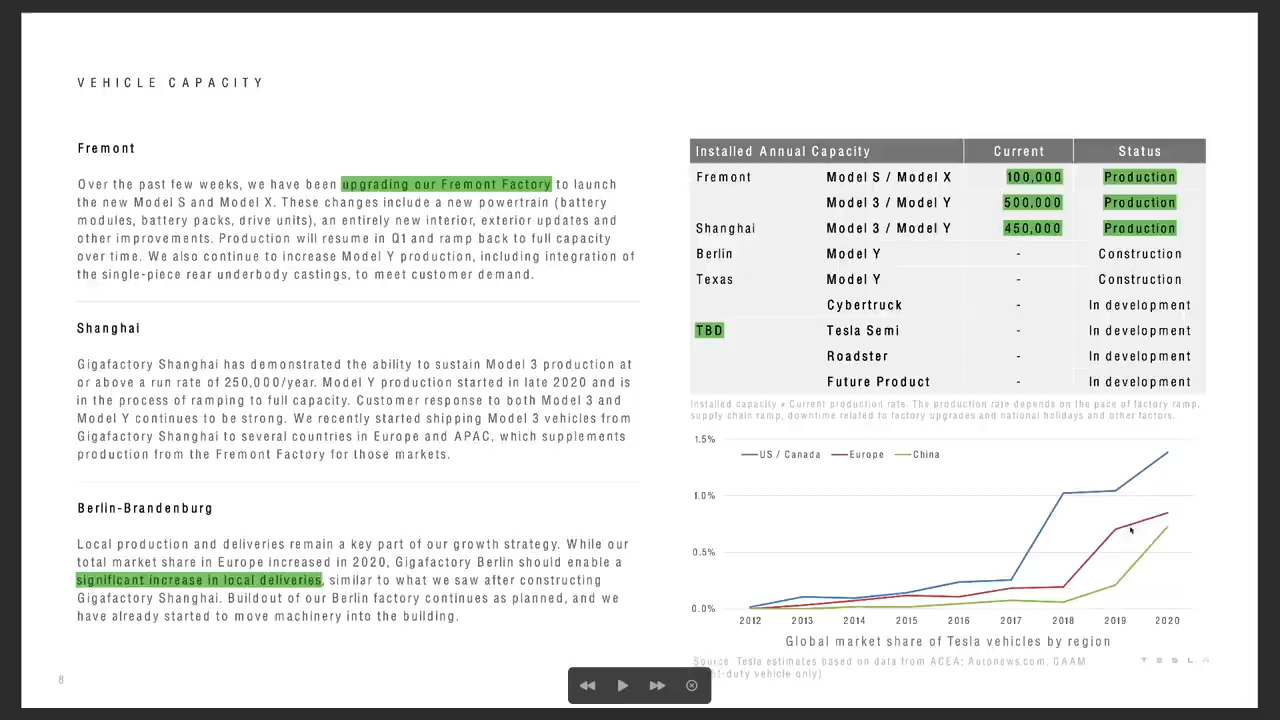 VEHICLE CAPACITY
Fremont
Over the past few weeks, we have been upgrading our Fremont Factory to launch
the new Model S and Model X. These changes include a new powertrain (battery
modules, battery packs, drive units), an entirely new interior, exterior updates and
other improvements. Production will resume in Q1 and ramp back to full capacity
over time. We also continue to increase Model Y production, including integration of
the single-piece rear underbody castings, to meet customer demand.
Shanghai
Gigafactory Shanghai has demonstrated the ability to sustain Model 3 production at
or above a run rate of 250,000/year. Model Y production started in late 2020 and is
in the process of ramping to full capacity. Customer response to both Model 3 and
Model Y continues to be strong. We recently started shipping Model 3 vehicles from
Gigafactory Shanghai to several countries in Europe and APAC, which supplements
production from the Fremont Factory for those markets.
Berlin-Brandenburg
Local production and deliveries remain a key part of our growth strategy. While our
total market share in Europe increased in 2020, Gigafactory Berlin should enable a
significant increase in local deliveries, similar to what we saw after constructing
Gigafactory Shanghai. Buildout of our Berlin factory continues as planned, and we
have already started to move machinery into the building.
8
Installed Annual Capacity Current Status
Fremont Model S / Model X 100,000 Production
Model 3 / Model Y 500,000 Production
Shanghai Model 3 / Model Y 450,000 Production
Berlin Model Y - Construction
Texas Model Y - Construction
Cybertruck - In development
TBD Tesla Semi - In development
Roadster - In development
Future Product - In development
Installed capacity ≠ Current production rate. The production rate depends on the pace of factory ramp,
supply chain ramp, downtime related to factory upgrades and national holidays and other factors.
1.5%
US / Canada Europe China
1.0%
0.5%
0.0%
2012 2013 2014 2015 2016 2017 2018 2019 2020
Global market share of Tesla vehicles by region
Source: Tesla estimates based on data from ACEA; Autonews.com, CAAM
duty vehicle only)
TESLA